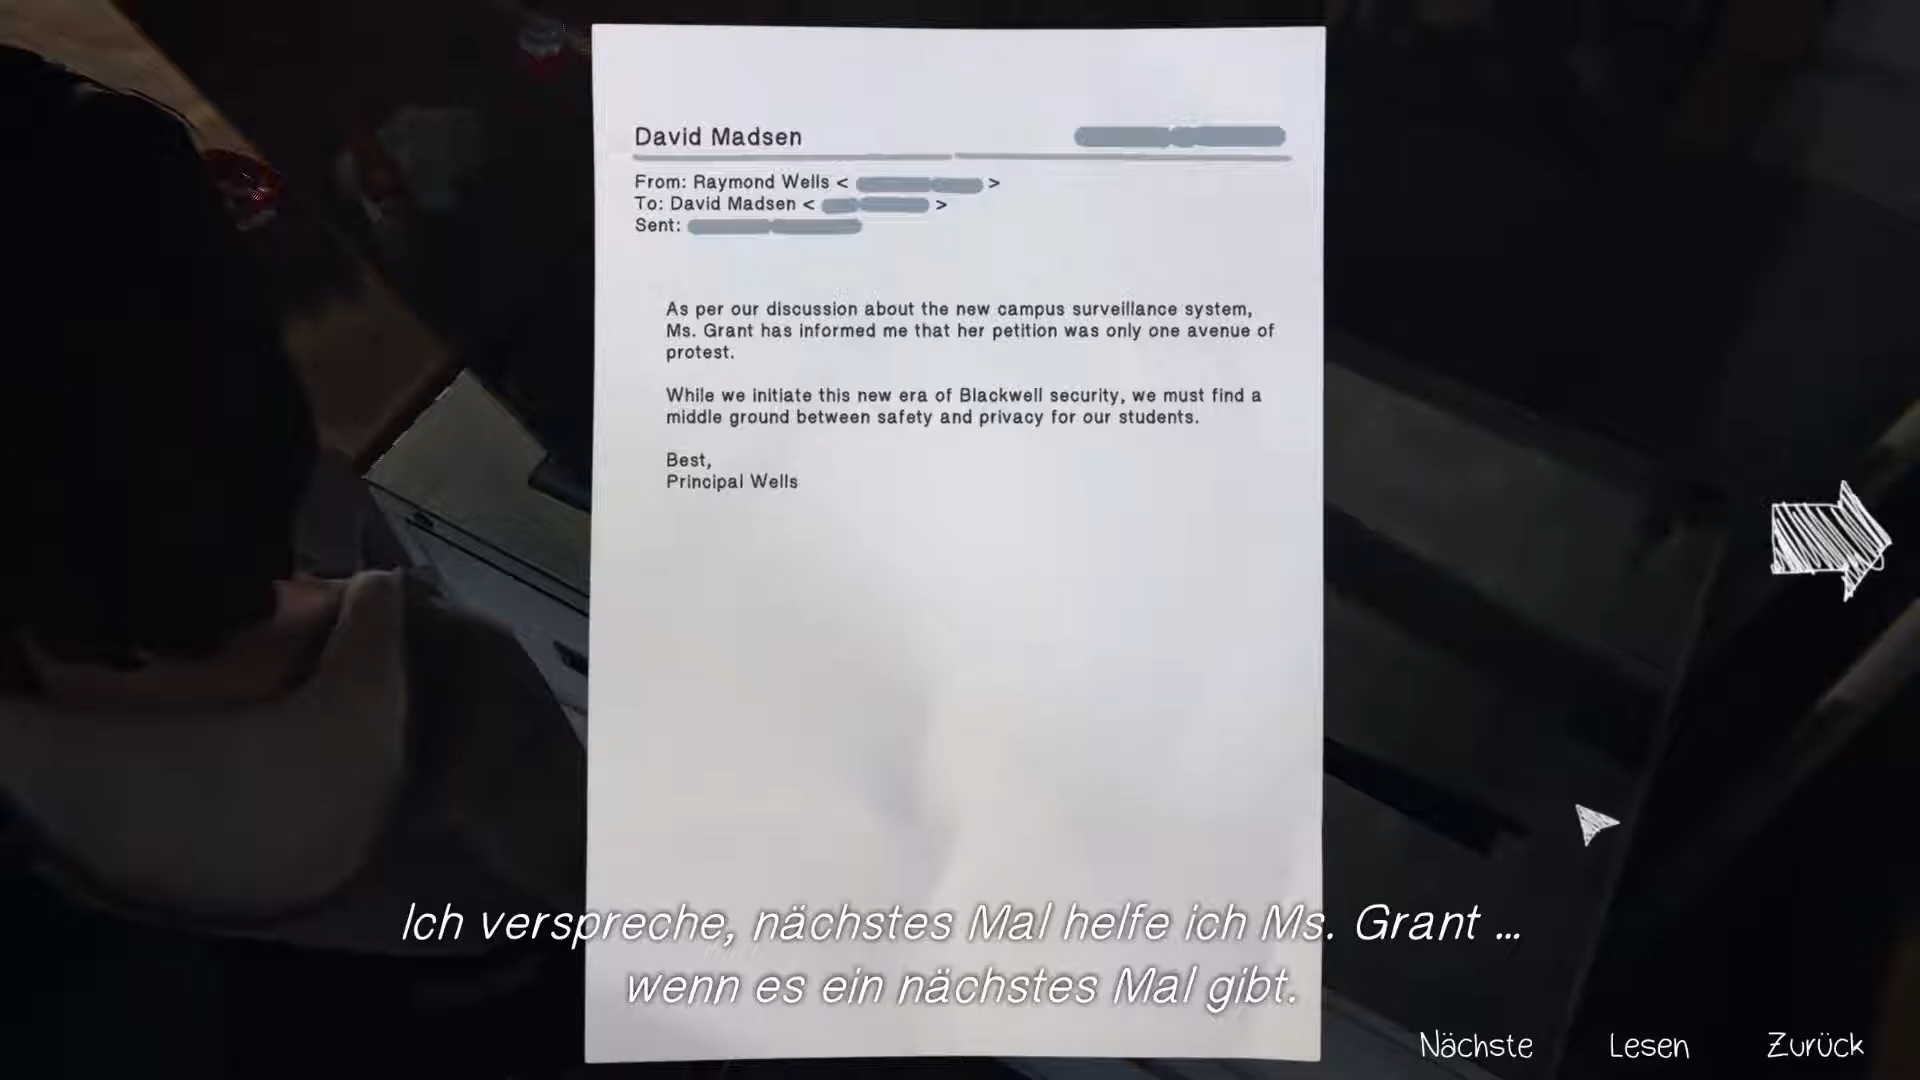 David Madsen
From: Raymond Wells < >
To: David Madsen < >
Sent:
As per our discussion about the new campus surveillance system,
Ms. Grant has informed me that her petition was only one avenue of
protest.
While we initiate this new era of Blackwell security, we must find a
middle ground between safety and privacy for our students.
Best,
Principal Wells
Ich verspreche, nächstes Mal helfe ich Ms. Grant ...
wenn es ein nächstes Mal gibt.
Nächste Lesen Zurück